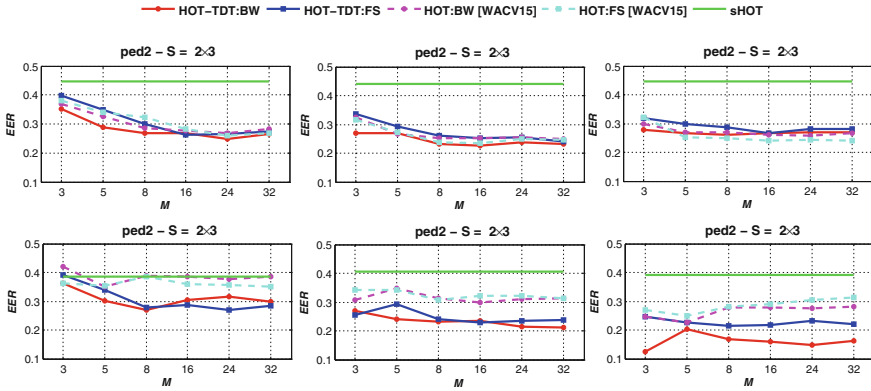 HOT-TDT:BW HOT-TDT:FS HOT:BW [WACV15] HOT:FS [WACV15] sHOT
ped2 - S = 2×3 ped2 - S = 2×3 ped2 - S = 2×3
0.5 0.5 0.5
0.4 0.4 0.4
EER 0.3 EER 0.3 EER 0.3
0.2 0.2 0.2
0.1 0.1 0.1
3 5 8 16 24 32 3 5 8 16 24 32 3 5 8 16 24 32
M M M
ped2 - S = 2×3 ped2 - S = 2×3 ped2 - S = 2×3
0.5 0.5 0.5
0.4 0.4 0.4
EER 0.3 EER 0.3 EER 0.3
0.2 0.2 0.2
0.1 0.1 0.1
3 5 8 16 24 32 3 5 8 16 24 32 3 5 8 16 24 32
M M M